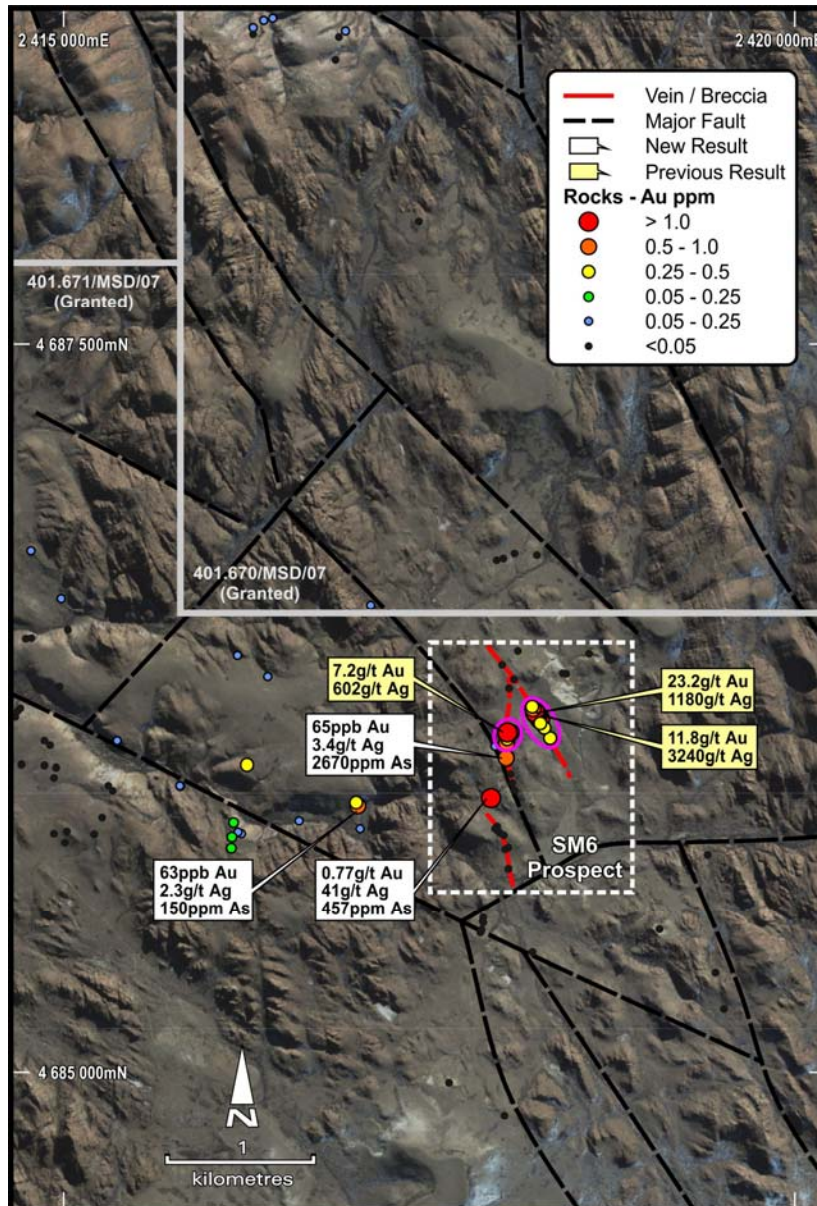 2 415 000mE
2 420 000mE
Vein / Breccia
Major Fault
New Result
Previous Result
Rocks - Au ppm
> 1.0
0.5 - 1.0
0.25 - 0.5
0.05 - 0.25
0.05 - 0.25
<0.05
401.671/MSD/07
(Granted)
4 687 500mN
401.670/MSD/07
(Granted)
7.2g/t Au
602g/t Ag
23.2g/t Au
1180g/t Ag
65ppb Au
3.4g/t Ag
2670ppm As
11.8g/t Au
3240g/t Ag
SM6
Prospect
63ppb Au
2.3g/t Ag
150ppm As
0.77g/t Au
41g/t Ag
457ppm As
4 685 000mN
N
1
kilometres